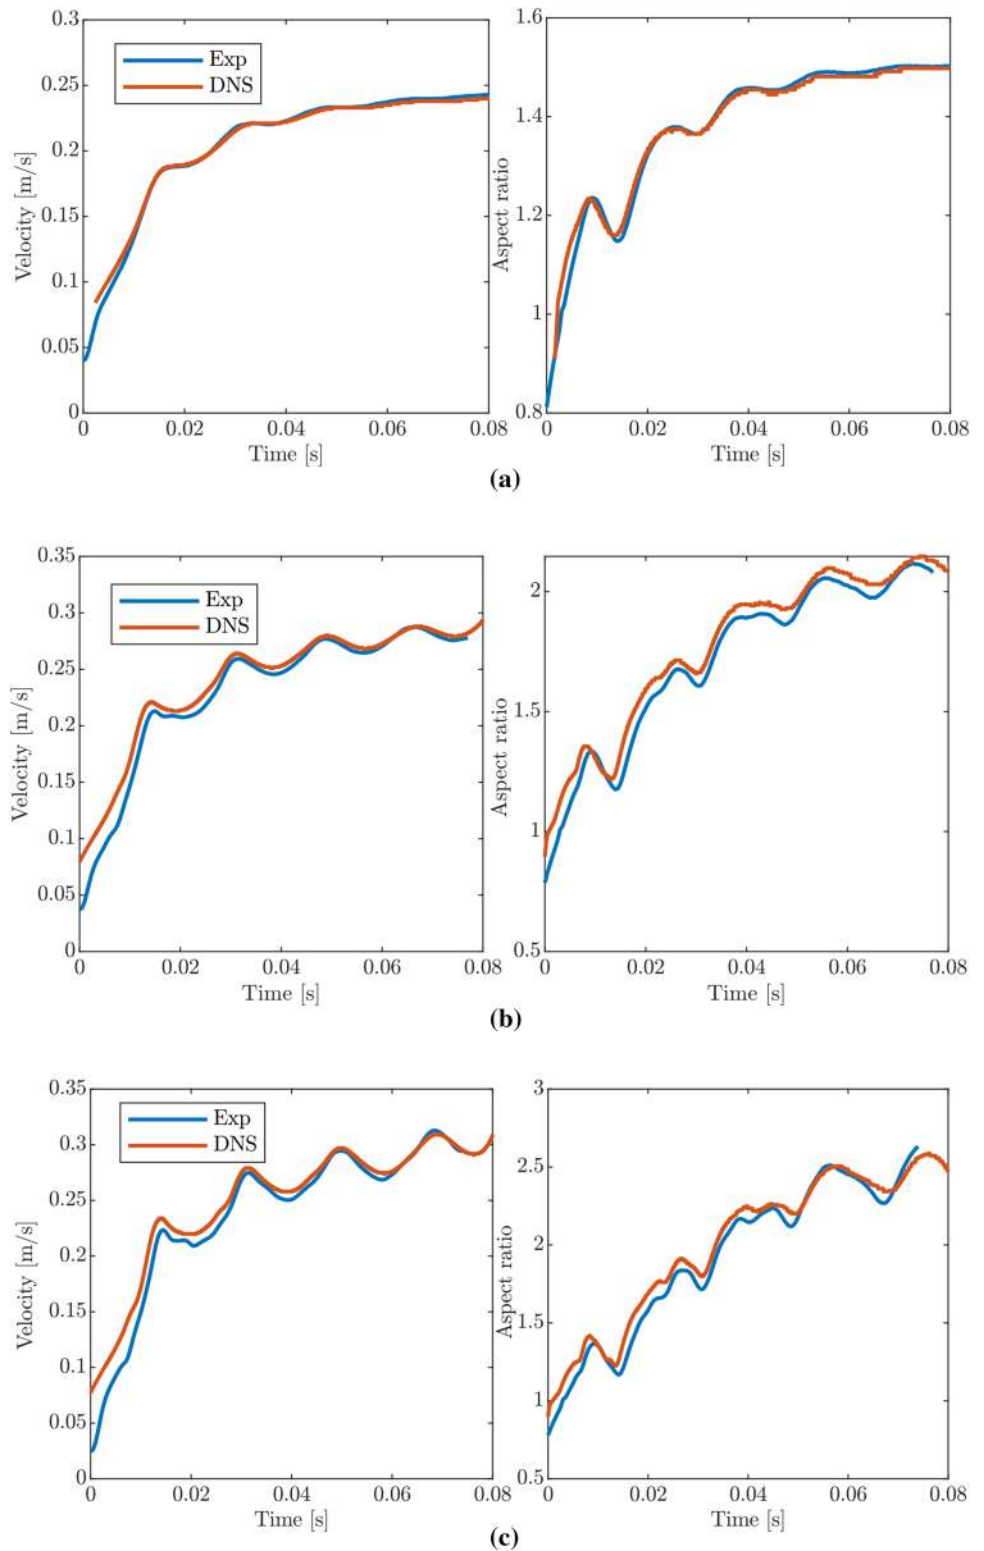 0.3
0.25
0.2
0.15
0.1
0.05
0
Velocity [m/s]
Exp
DNS
0 0.02 0.04 0.06 0.08
Time [s]
1.6
1.4
1.2
1
0.8
Aspect ratio
0 0.02 0.04 0.06 0.08
Time [s]
(a)
0.35
0.3
0.25
0.2
0.15
0.1
0.05
0
Velocity [m/s]
Exp
DNS
0 0.02 0.04 0.06 0.08
Time [s]
2
1.5
1
0.5
Aspect ratio
0 0.02 0.04 0.06 0.08
Time [s]
(b)
0.35
0.3
0.25
0.2
0.15
0.1
0.05
0
Velocity [m/s]
Exp
DNS
0 0.02 0.04 0.06 0.08
Time [s]
3
2.5
2
1.5
1
0.5
Aspect ratio
0 0.02 0.04 0.06 0.08
Time [s]
(c)